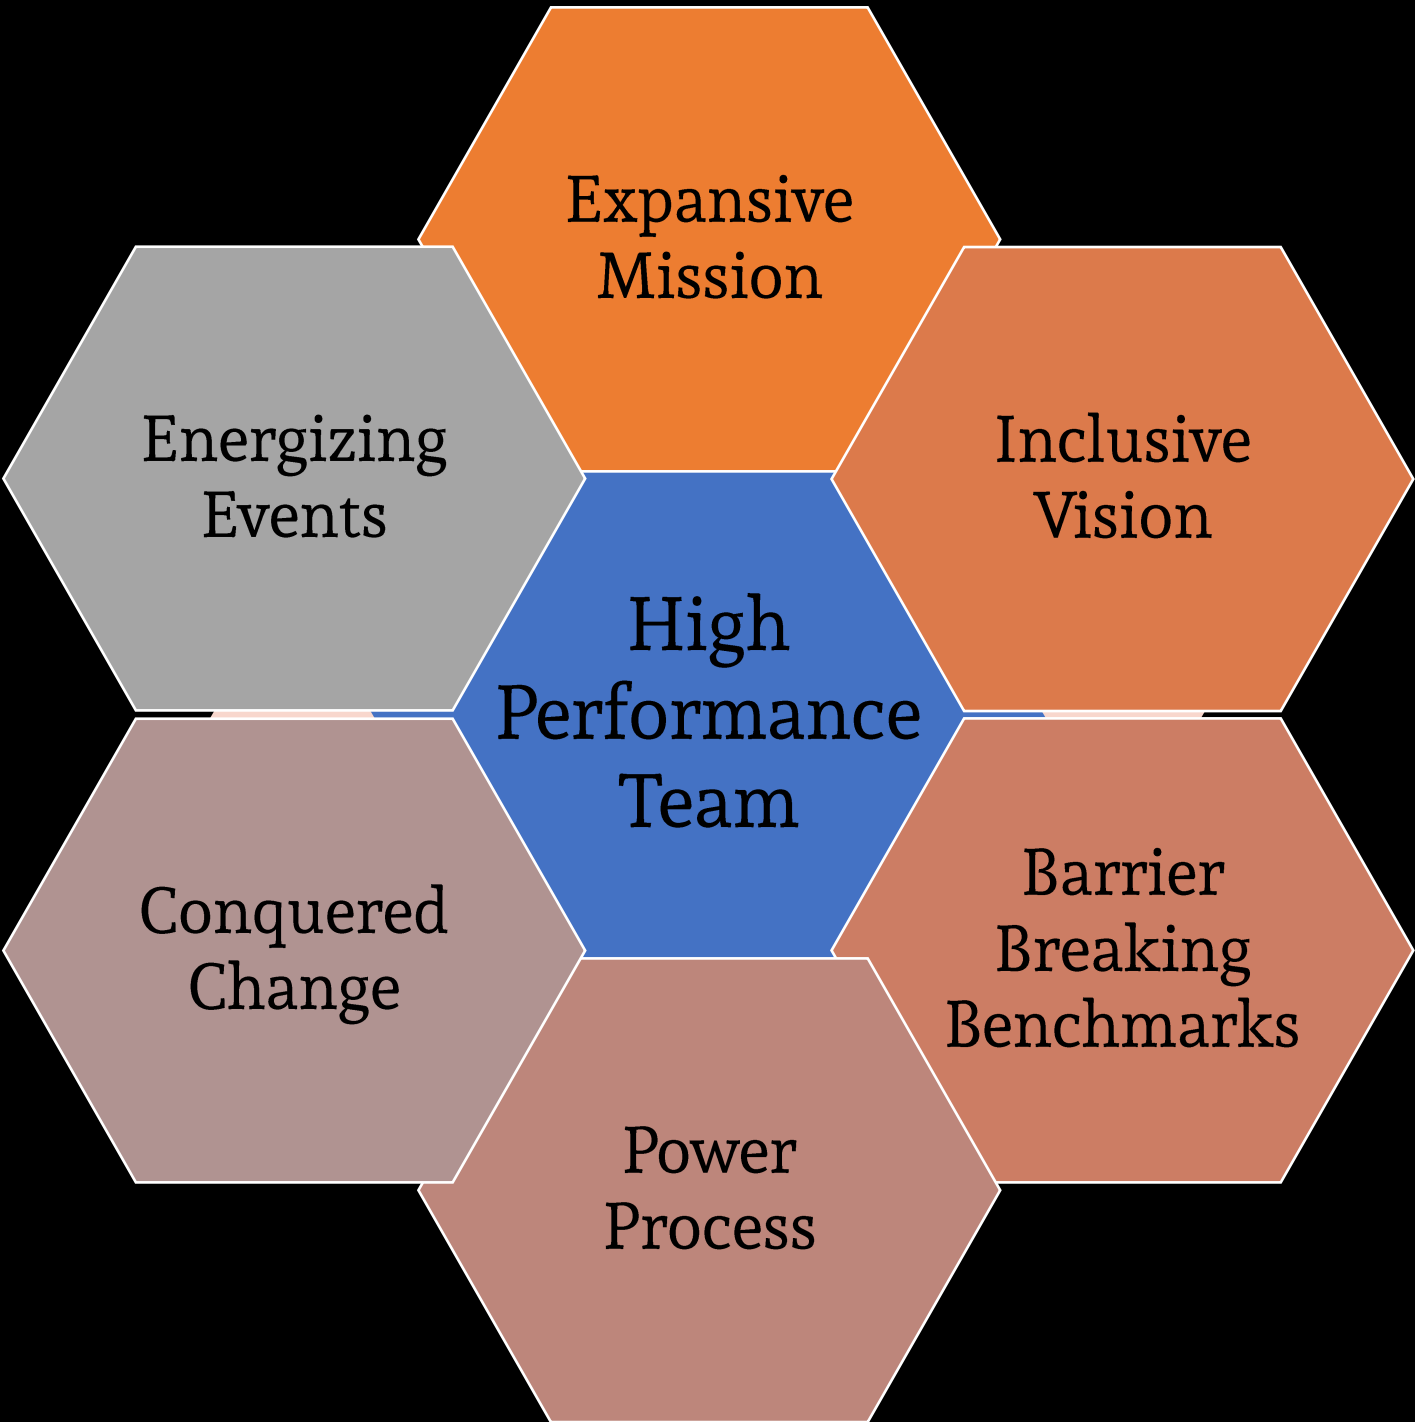 Expansive
Mission
Energizing
Events
Inclusive
Vision
High
Performance
Team
Conquered
Change
Barrier
Breaking
Benchmarks
Power
Process